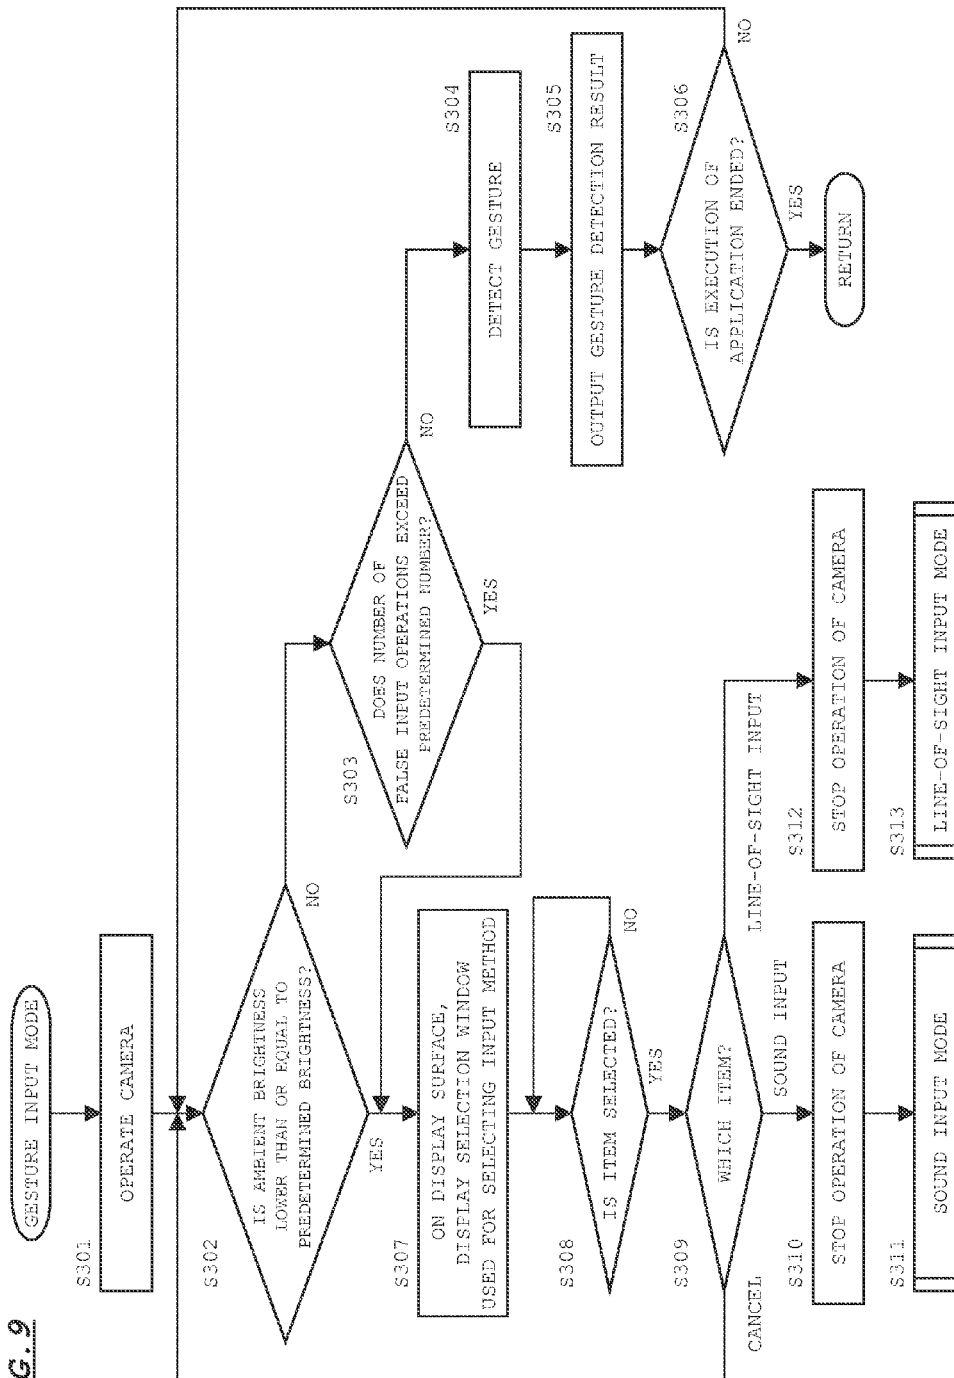 G.9
GESTURE INPUT MODE
S301
OPERATE CAMERA
S302
IS AMBIENT BRIGHTNESS
LOWER THAN OR EQUAL TO
PREDETERMINED BRIGHTNESS?
NO
YES
S303
DOES NUMBER OF
FALSE INPUT OPERATIONS EXCEED
PREDETERMINED NUMBER?
NO
YES
S304
DETECT GESTURE
S305
OUTPUT GESTURE DETECTION RESULT
S306
IS EXECUTION OF
APPLICATION ENDED?
NO
YES
RETURN
S307
ON DISPLAY SURFACE,
DISPLAY SELECTION WINDOW
USED FOR SELECTING INPUT METHOD
S308
IS ITEM SELECTED?
NO
YES
S309
WHICH ITEM?
CANCEL
SOUND INPUT
LINE-OF-SIGHT INPUT
S310
STOP OPERATION OF CAMERA
S311
SOUND INPUT MODE
S312
STOP OPERATION OF CAMERA
S313
LINE-OF-SIGHT INPUT MODE